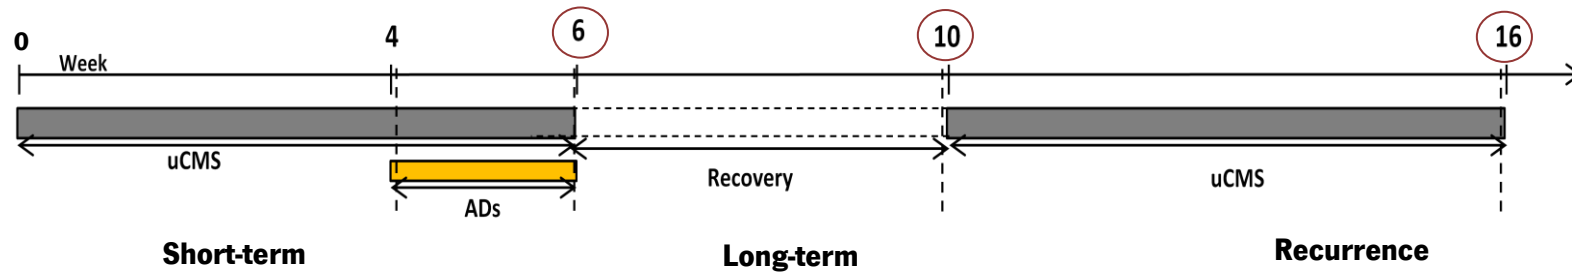 0 4 6 10 16
Week
uCMS Recovery uCMS
ADs
Short-term Long-term Recurrence